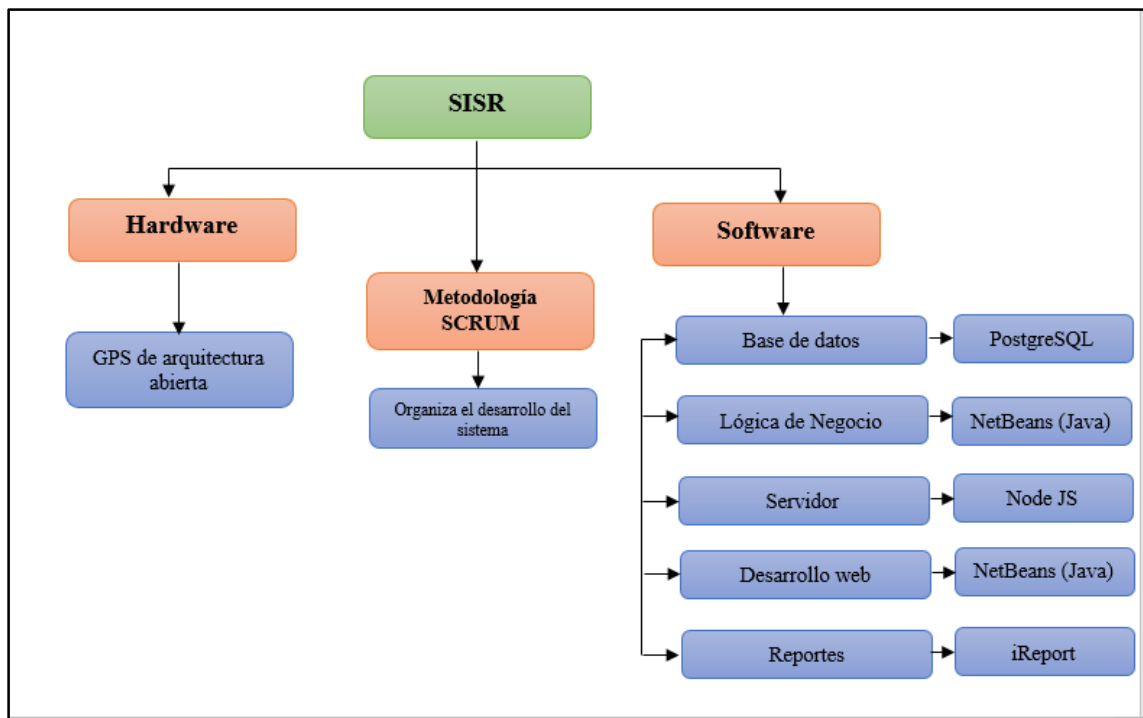 SISR
Hardware
Software
Metodología
SCRUM
GPS de arquitectura
abierta
Organiza el desarrollo del
sistema
Base de datos
PostgreSQL
Lógica de Negocio
NetBeans (Java)
Servidor
Node JS
Desarrollo web
NetBeans (Java)
Reportes
iReport